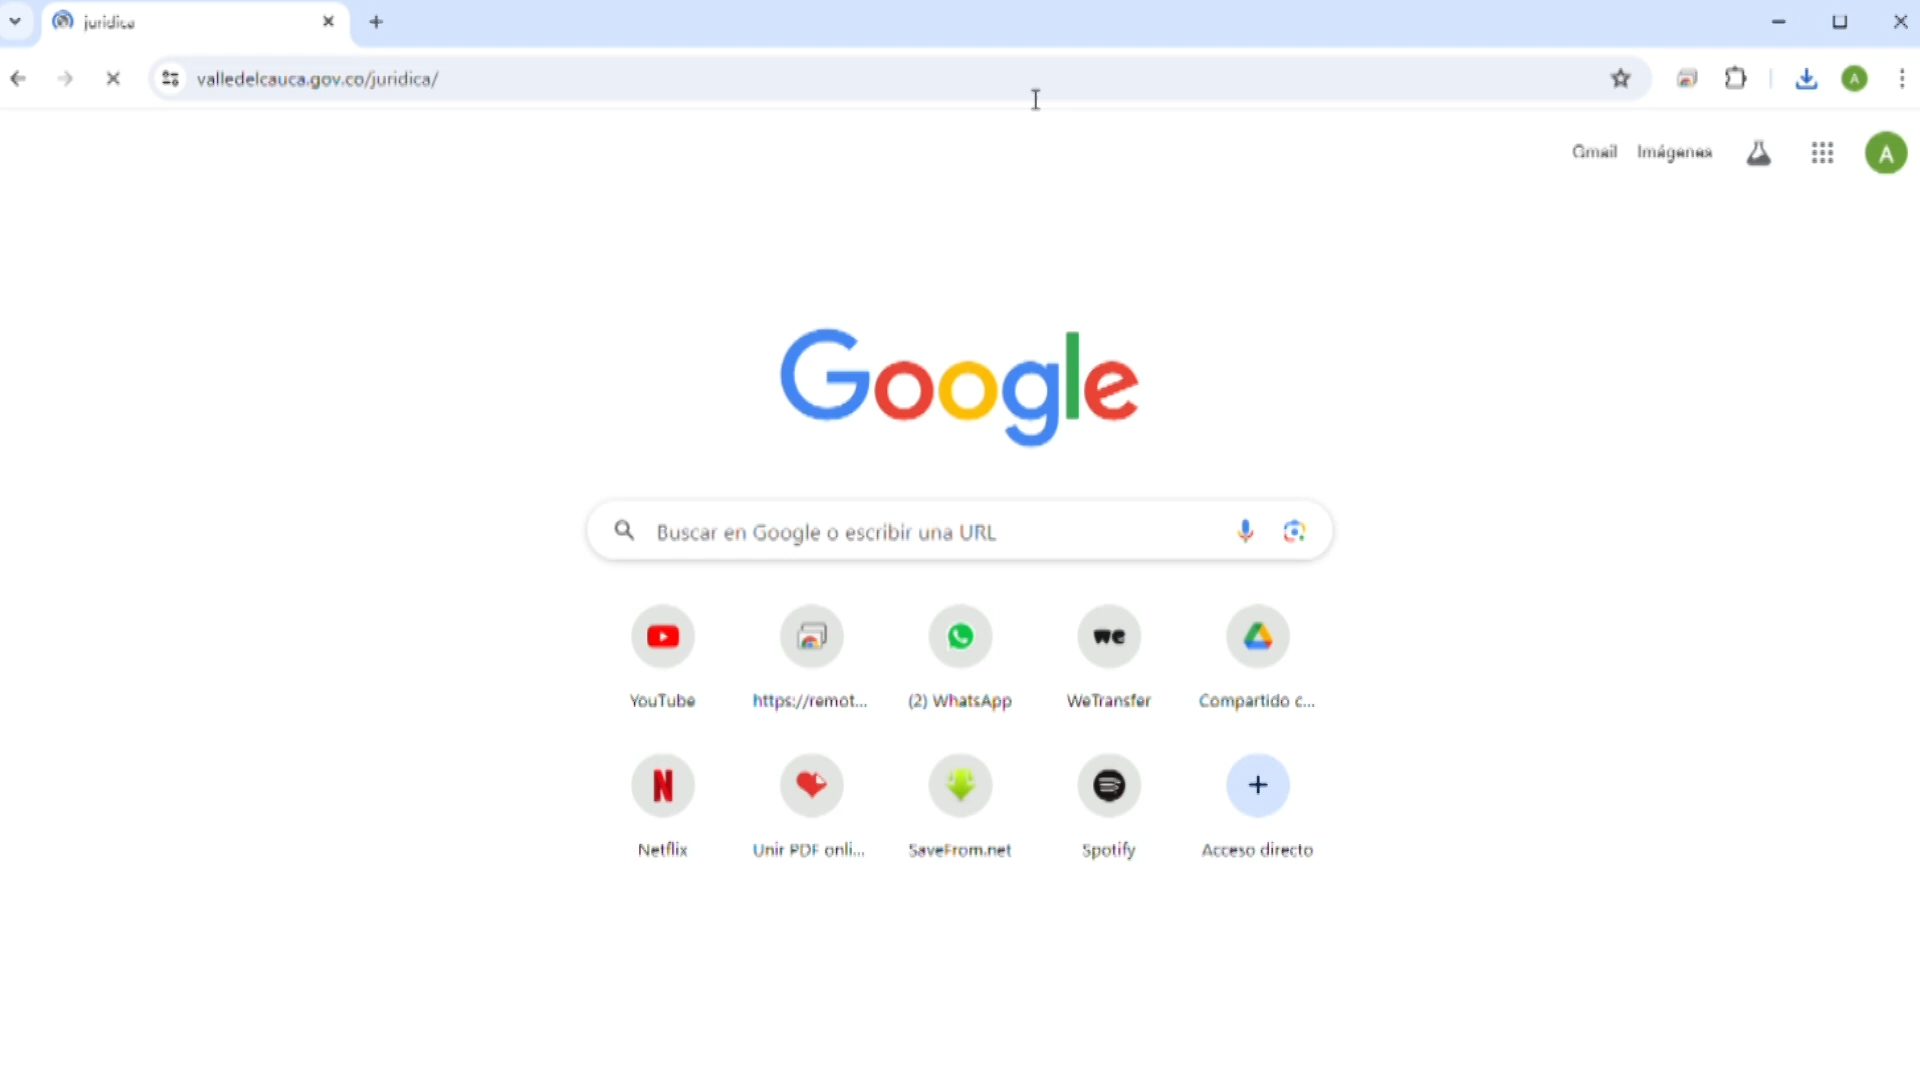 juridica
valledelcauca.gov.co/juridica/
A
Gmail Imágenes A
Google
Buscar en Google o escribir una URL
we
YouTube https://remot... (2) WhatsApp WeTransfer Compartido c...
N
Netflix Unir PDF onli... SaveFrom.net Spotify Acceso directo